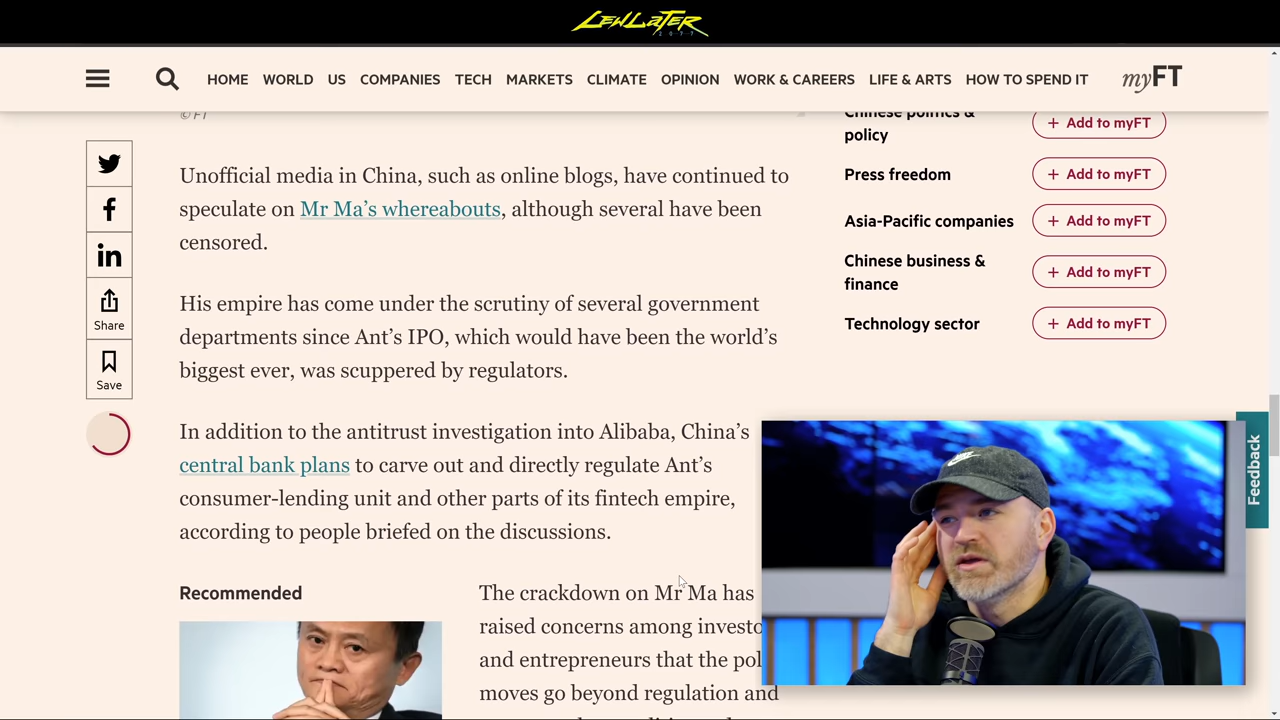 LEWLATER
2077
HOME WORLD US COMPANIES TECH MARKETS CLIMATE OPINION WORK & CAREERS LIFE & ARTS HOW TO SPEND IT myFT
© FT
Unofficial media in China, such as online blogs, have continued to
speculate on Mr Ma’s whereabouts, although several have been
censored.
His empire has come under the scrutiny of several government
departments since Ant’s IPO, which would have been the world’s
biggest ever, was scuppered by regulators.
In addition to the antitrust investigation into Alibaba, China’s
central bank plans to carve out and directly regulate Ant’s
consumer-lending unit and other parts of its fintech empire,
according to people briefed on the discussions.
Share
Save
Recommended
The crackdown on Mr Ma has
raised concerns among investo
and entrepreneurs that the pol
moves go beyond regulation and
Chinese politics &
policy
+ Add to myFT
Press freedom
+ Add to myFT
Asia-Pacific companies
+ Add to myFT
Chinese business &
finance
+ Add to myFT
Technology sector
+ Add to myFT
Feedback